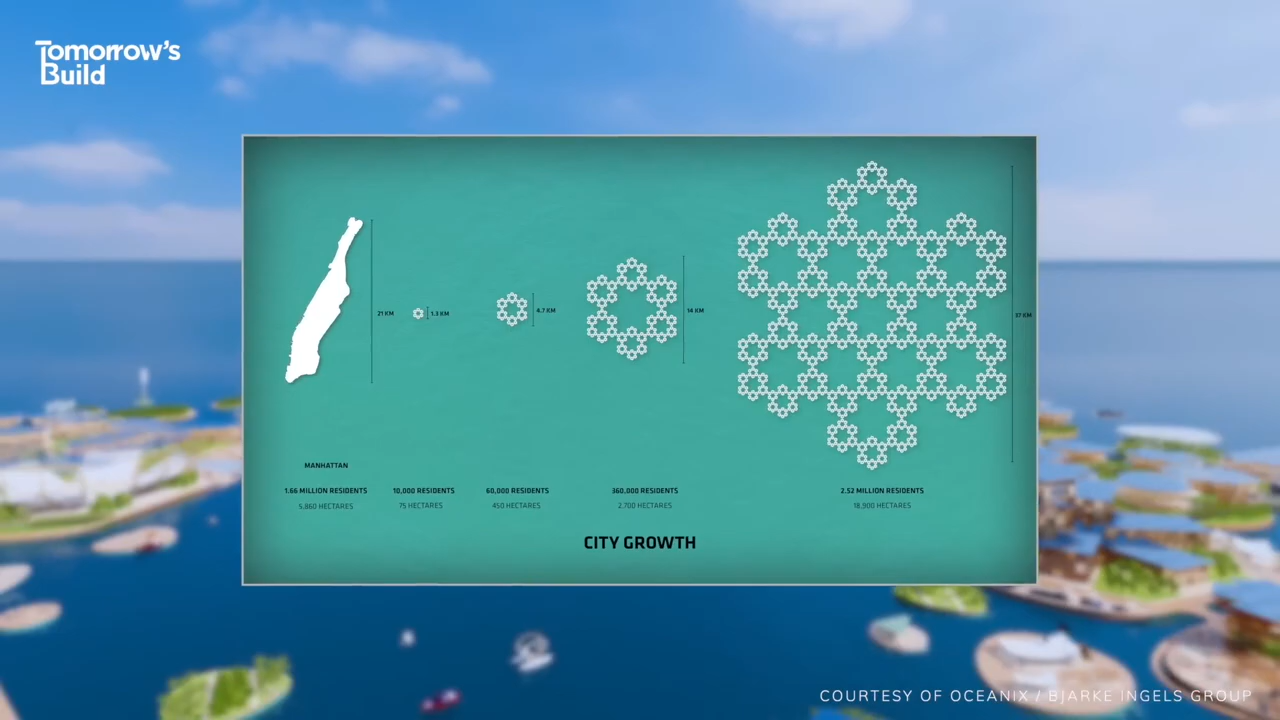 Tomorrow's
Build
21 KM
1.3 KM
4.7 KM
14 KM
37 KM
MANHATTAN
1.66 MILLION RESIDENTS
10,000 RESIDENTS
60,000 RESIDENTS
360,000 RESIDENTS
2.52 MILLION RESIDENTS
5,860 HECTARES
75 HECTARES
450 HECTARES
2,700 HECTARES
18,900 HECTARES
CITY GROWTH
COURTESY OF OCEANIX / BJARKE INGELS GROUP